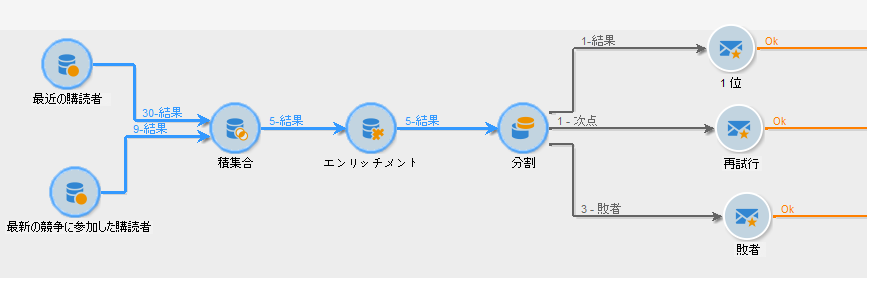 最近の購読者
30-結果
9-結果
最新の競争に参加した購読者
積集合
5-結果
エンリッチメント
5-結果
分割
1-結果
1 位
Ok
1 - 次点
再試行
Ok
3 - 敗者
敗者
Ok